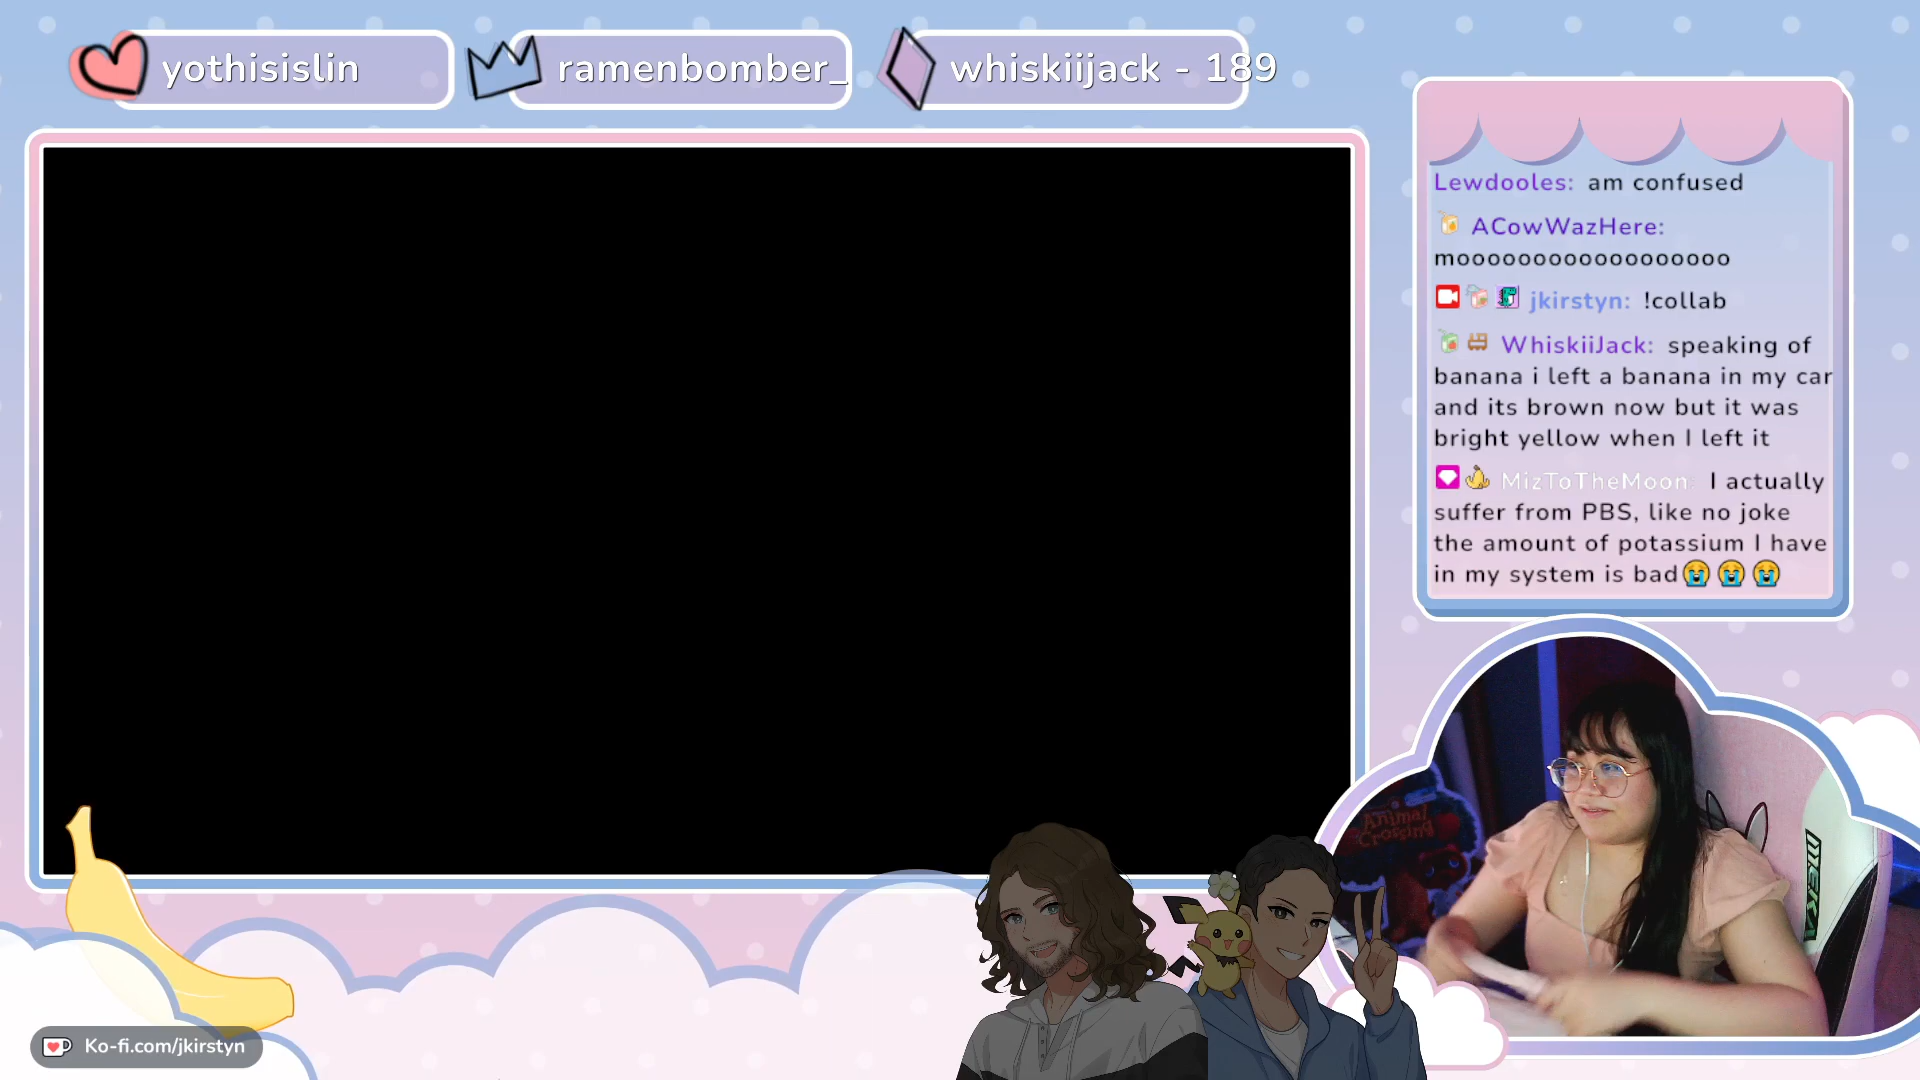 yothisislin
ramenbomber_
whiskiijack - 189
Lewdooles: am confused
ACowWazHere:
moooooooooooooooooo
jkirstyn: !collab
WhiskiiJack: speaking of
banana i left a banana in my car
and its brown now but it was
bright yellow when I left it
MizToTheMoon: I actually
suffer from PBS, like no joke
the amount of potassium I have
in my system is bad😭😭😭
Animal
Crossing
Ko-fi.com/jkirstyn